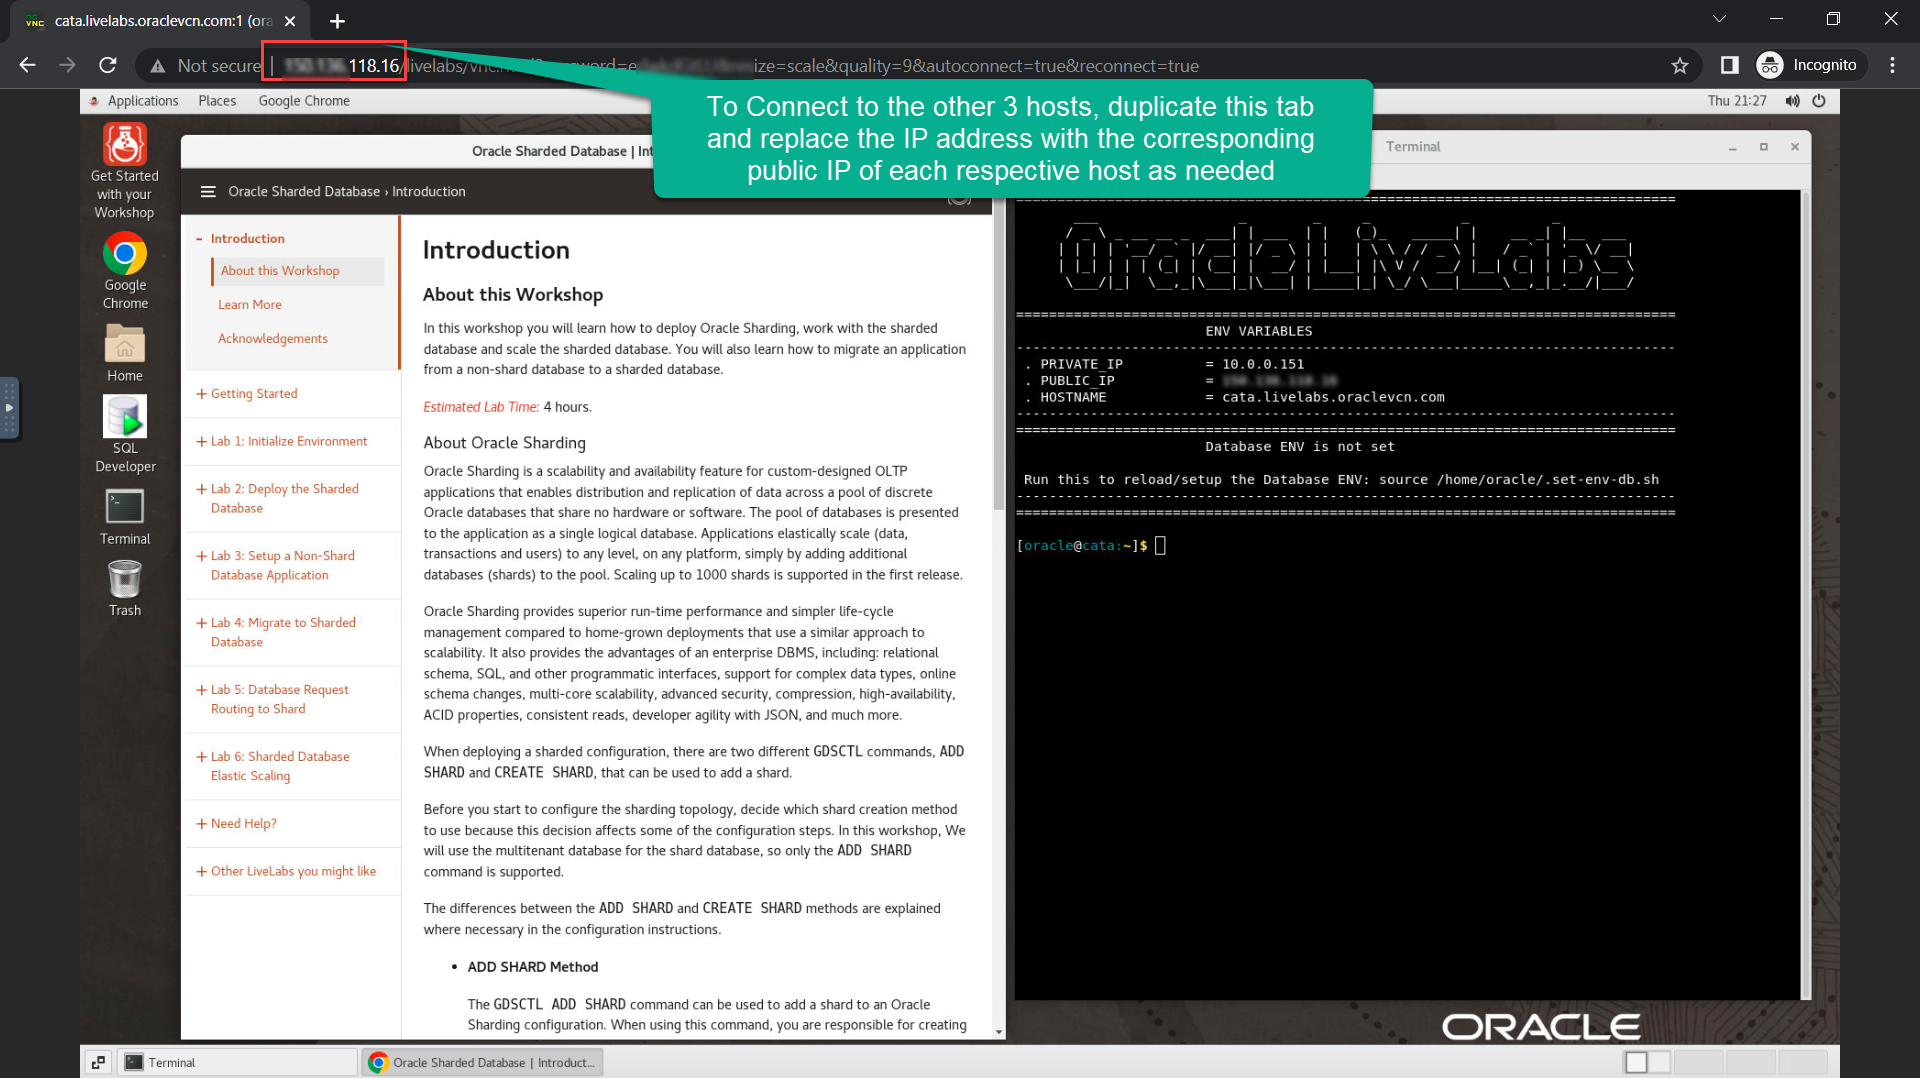 cata.livelabs.oraclevcn.com:1 (ora
Not secure
118.16/livelabs/vnc.
ize=scale&quality=9&autoconnect=true&reconnect=true
Incognito
To Connect to the other 3 hosts, duplicate this tab
and replace the IP address with the corresponding
public IP of each respective host as needed
Applications Places Google Chrome
Thu 21:27
Get Started
with your
Workshop
Google
Chrome
Home
SQL
Developer
Terminal
Trash
Oracle Sharded Database | Int
Oracle Sharded Database › Introduction
- Introduction
About this Workshop
Learn More
Acknowledgements
+ Getting Started
+ Lab 1: Initialize Environment
+ Lab 2: Deploy the Sharded
Database
+ Lab 3: Setup a Non-Shard
Database Application
+ Lab 4: Migrate to Sharded
Database
+ Lab 5: Database Request
Routing to Shard
+ Lab 6: Sharded Database
Elastic Scaling
+ Need Help?
+ Other LiveLabs you might like
Introduction
About this Workshop
In this workshop you will learn how to deploy Oracle Sharding, work with the sharded
database and scale the sharded database. You will also learn how to migrate an application
from a non-shard database to a sharded database.
Estimated Lab Time: 4 hours.
About Oracle Sharding
Oracle Sharding is a scalability and availability feature for custom-designed OLTP
applications that enables distribution and replication of data across a pool of discrete
Oracle databases that share no hardware or software. The pool of databases is presented
to the application as a single logical database. Applications elastically scale (data,
transactions and users) to any level, on any platform, simply by adding additional
databases (shards) to the pool. Scaling up to 1000 shards is supported in the first release.
Oracle Sharding provides superior run-time performance and simpler life-cycle
management compared to home-grown deployments that use a similar approach to
scalability. It also provides the advantages of an enterprise DBMS, including: relational
schema, SQL, and other programmatic interfaces, support for complex data types, online
schema changes, multi-core scalability, advanced security, compression, high-availability,
ACID properties, consistent reads, developer agility with JSON, and much more.
When deploying a sharded configuration, there are two different GDSCTL commands, ADD
SHARD and CREATE SHARD, that can be used to add a shard.
Before you start to configure the sharding topology, decide which shard creation method
to use because this decision affects some of the configuration steps. In this workshop, We
will use the multitenant database for the shard database, so only the ADD SHARD
command is supported.
The differences between the ADD SHARD and CREATE SHARD methods are explained
where necessary in the configuration instructions.
• ADD SHARD Method
The GDSCTL ADD SHARD command can be used to add a shard to an Oracle
Sharding configuration. When using this command, you are responsible for creating
Terminal
Oracle LiveLabs
ENV VARIABLES
. PRIVATE_IP = 10.0.0.151
. PUBLIC_IP =
. HOSTNAME = cata.livelabs.oraclevcn.com
Database ENV is not set
Run this to reload/setup the Database ENV: source /home/oracle/.set-env-db.sh
[oracle@cata:~]$
ORACLE
Terminal
Oracle Sharded Database | Introduct...